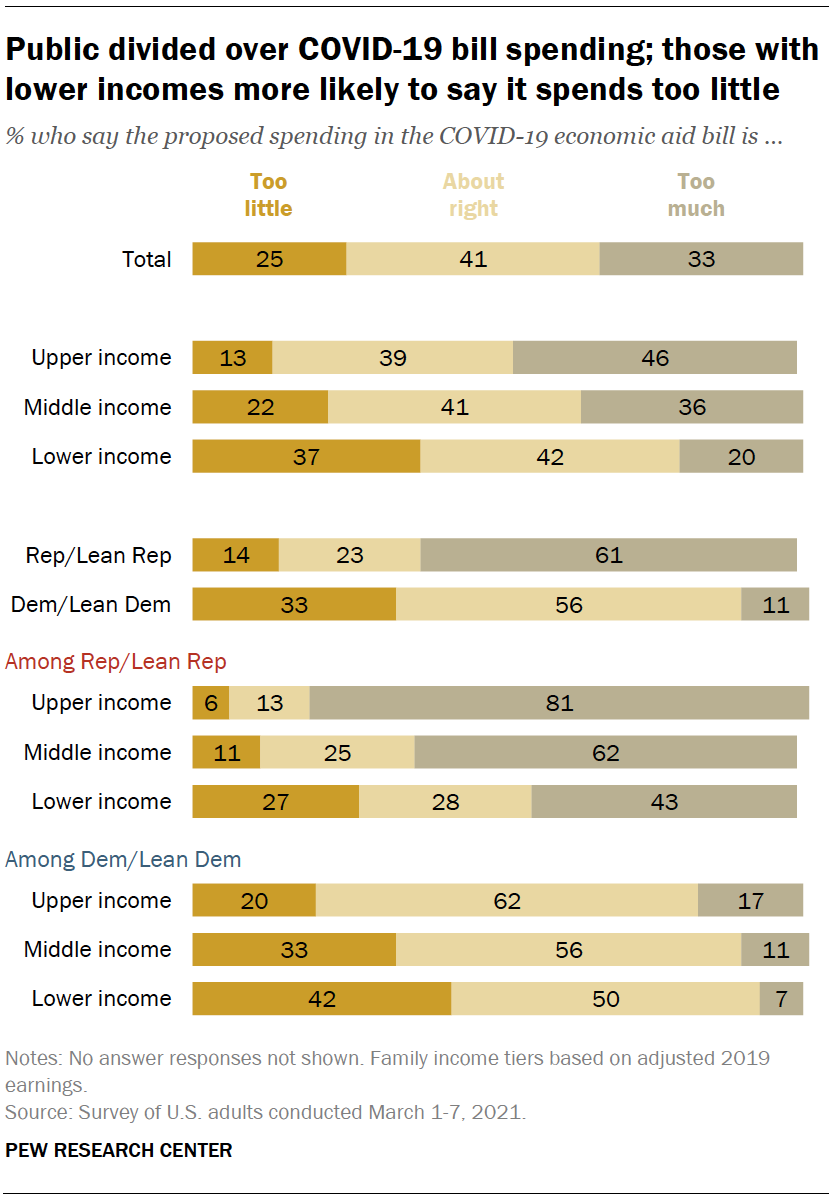 Public divided over COVID-19 bill spending; those with
lower incomes more likely to say it spends too little
% who say the proposed spending in the COVID-19 economic aid bill is ...
Too little About right Too much
Total 25 41 33
Upper income 13 39 46
Middle income 22 41 36
Lower income 37 42 20
Rep/Lean Rep 14 23 61
Dem/Lean Dem 33 56 11
Among Rep/Lean Rep
Upper income 6 13 81
Middle income 11 25 62
Lower income 27 28 43
Among Dem/Lean Dem
Upper income 20 62 17
Middle income 33 56 11
Lower income 42 50 7
Notes: No answer responses not shown. Family income tiers based on adjusted 2019
earnings.
Source: Survey of U.S. adults conducted March 1-7, 2021.
PEW RESEARCH CENTER